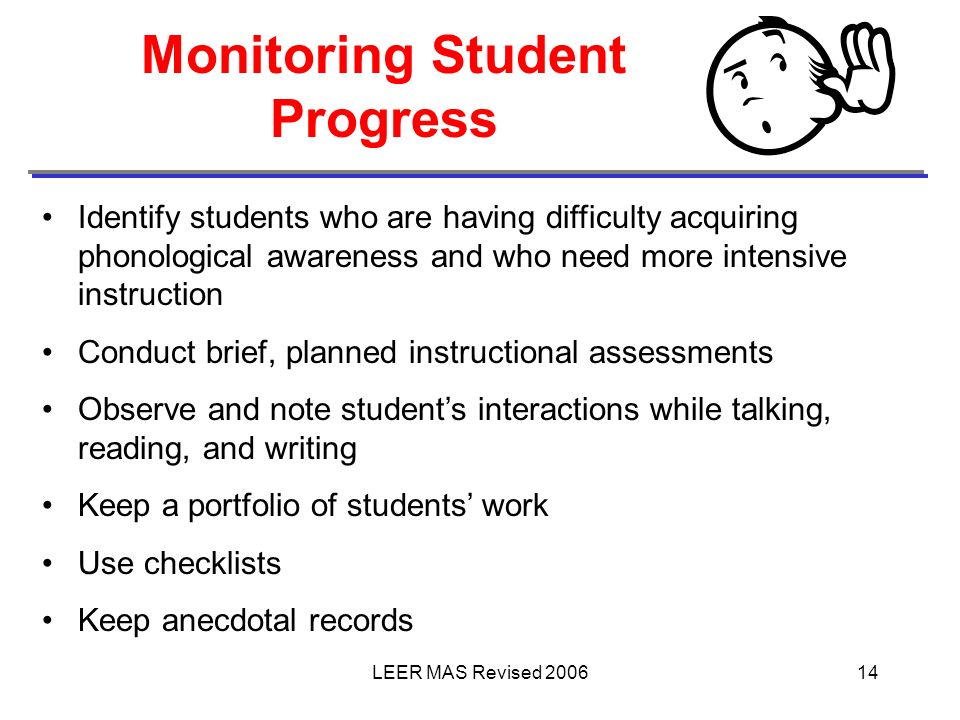 Monitoring Student
Progress
• Identify students who are having difficulty acquiring
phonological awareness and who need more intensive
instruction
• Conduct brief, planned instructional assessments
• Observe and note student’s interactions while talking,
reading, and writing
• Keep a portfolio of students’ work
• Use checklists
• Keep anecdotal records
LEER MAS Revised 2006 14